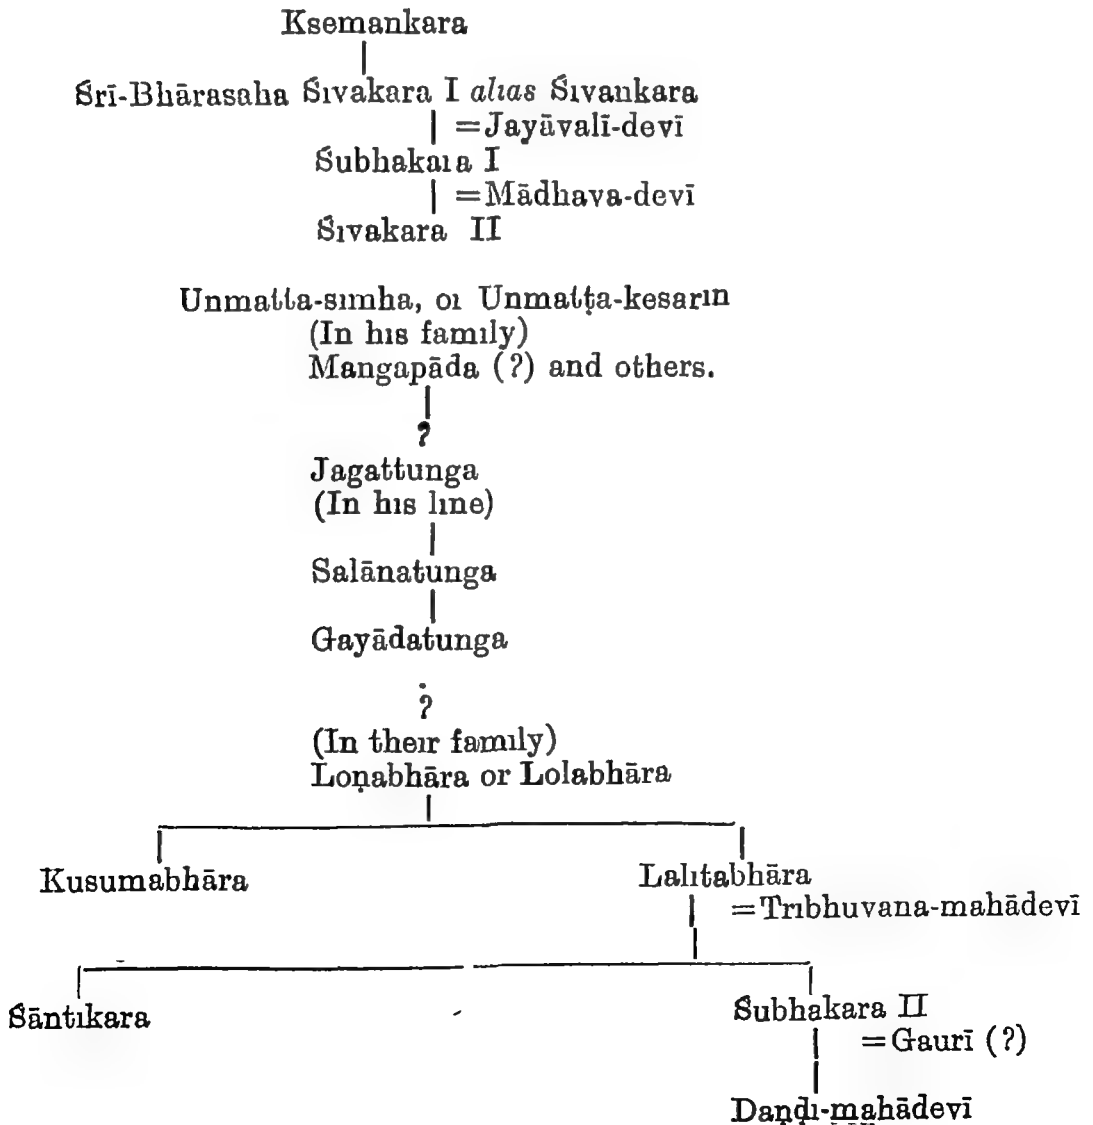 Ksemankara
Śrī-Bhārasaha Śivakara I alias Śivankara
=Jayāvalī-devī
Śubhakara I
=Mādhava-devī
Śivakara II
Unmatta-simha, or Unmatṭa-kesarin
(In his family)
Mangapāda (?) and others.
?
Jagattunga
(In his line)
Salānatunga
Gayādatunga
?
(In their family)
Loṇabhāra or Lolabhāra
Kusumabhāra Lalitabhāra
=Tribhuvana-mahādevī
Śāntikara Śubhakara II
=Gaurī (?)
Daṇḍi-mahādevī